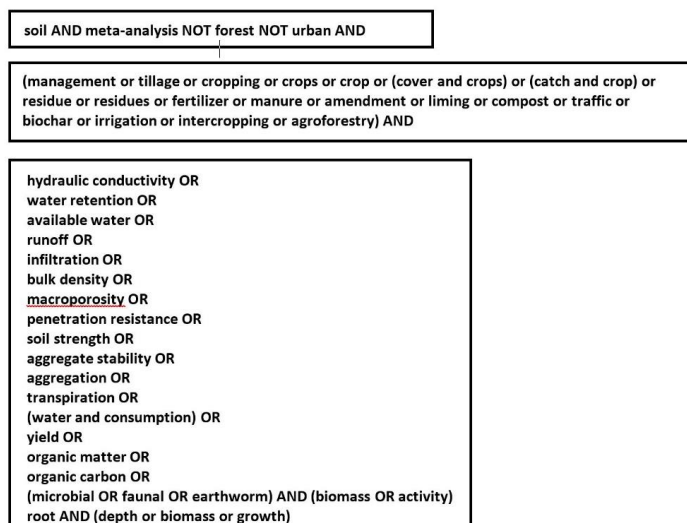 soil AND meta-analysis NOT forest NOT urban AND
(management or tillage or cropping or crops or crop or (cover and crops) or (catch and crop) or
residue or residues or fertilizer or manure or amendment or liming or compost or traffic or
biochar or irrigation or intercropping or agroforestry) AND
hydraulic conductivity OR
water retention OR
available water OR
runoff OR
infiltration OR
bulk density OR
macroporosity OR
penetration resistance OR
soil strength OR
aggregate stability OR
aggregation OR
transpiration OR
(water and consumption) OR
yield OR
organic matter OR
organic carbon OR
(microbial OR faunal OR earthworm) AND (biomass OR activity)
root AND (depth or biomass or growth)